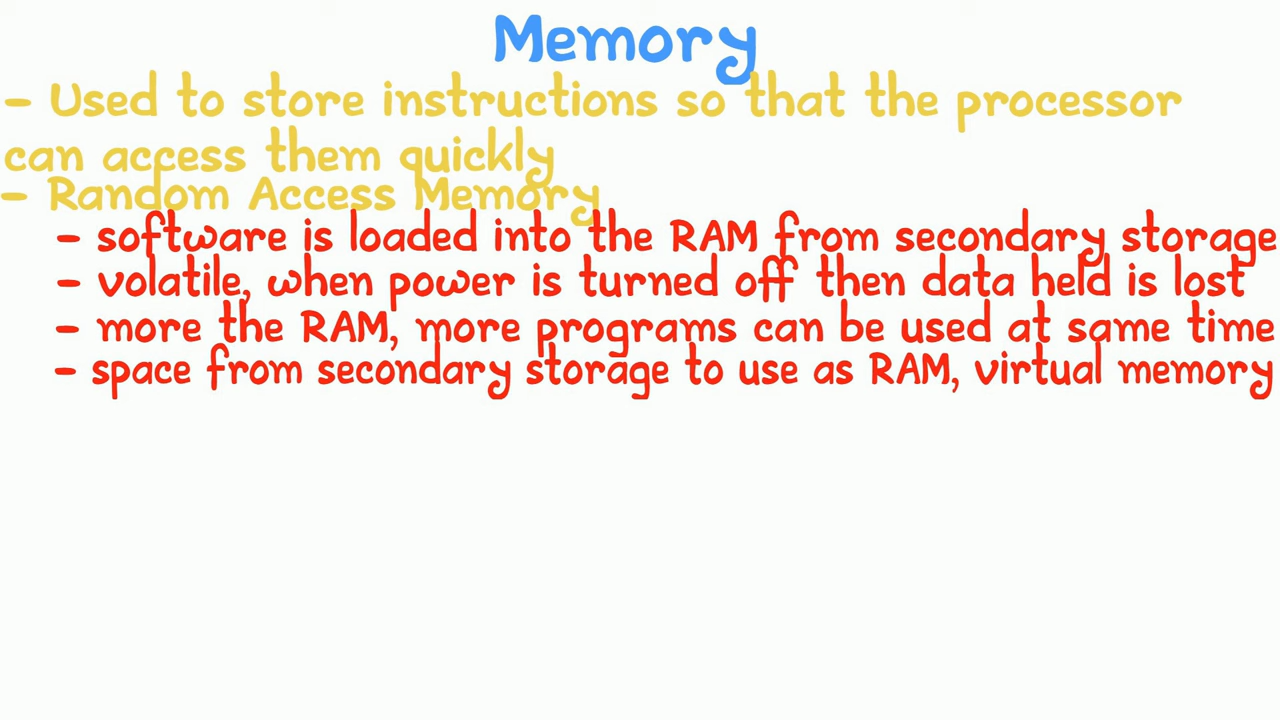 Memory
- Used to store instructions so that the processor
can access them quickly
- Random Access Memory
- software is loaded into the RAM from secondary storage
- volatile, when power is turned off then data held is lost
- more the RAM, more programs can be used at same time
- space from secondary storage to use as RAM, virtual memory